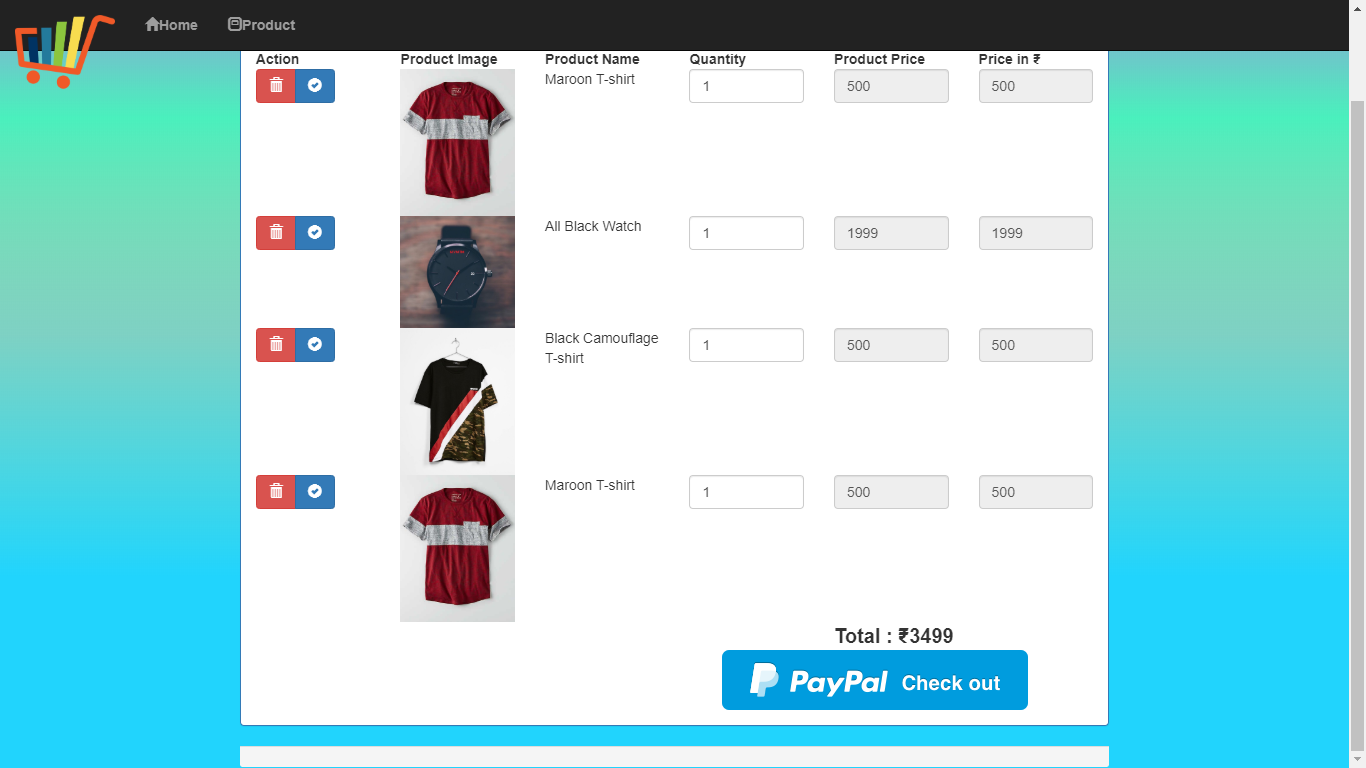 Home Product
Action Product Image Product Name Quantity Product Price Price in ₹
Maroon T-shirt 1 500 500
All Black Watch 1 1999 1999
Black Camouflage T-shirt 1 500 500
Maroon T-shirt 1 500 500
Total : ₹3499
PayPal Check out